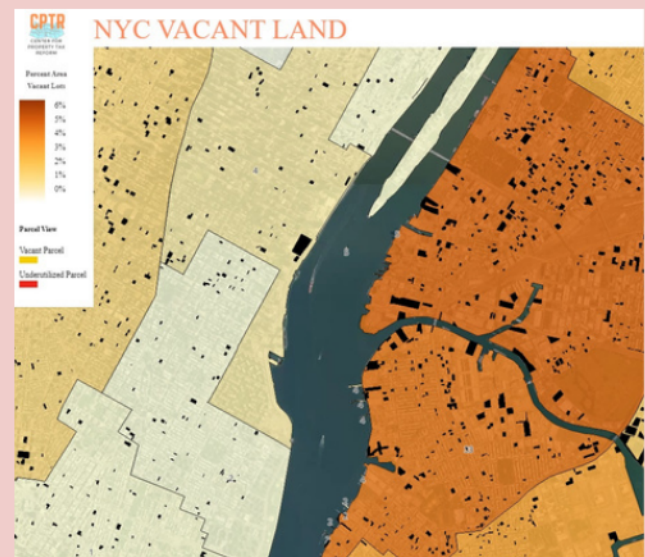 CPTR
CENTER FOR
PROPERTY TAX
REFORM
NYC VACANT LAND
Percent Area
Vacant Lots
6%
5%
4%
3%
2%
1%
0%
Parcel View
Vacant Parcel
Underutilized Parcel